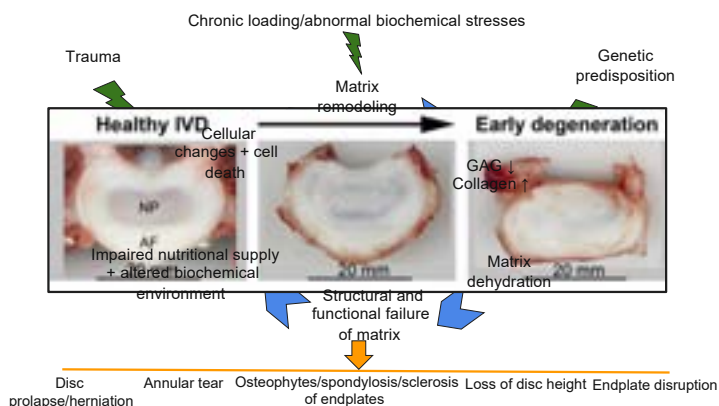 Chronic loading/abnormal biochemical stresses
Trauma
Genetic
predisposition
Matrix
remodeling
Healthy IVD
Early degeneration
Cellular
changes + cell
death
GAG ↓
Collagen ↑
NP
AF
Impaired nutritional supply
+ altered biochemical
environment
Matrix
dehydration
20 mm
20 mm
Structural and
functional failure
of matrix
Disc
prolapse/herniation
Annular tear
Osteophytes/spondylosis/sclerosis
of endplates
Loss of disc height
Endplate disruption